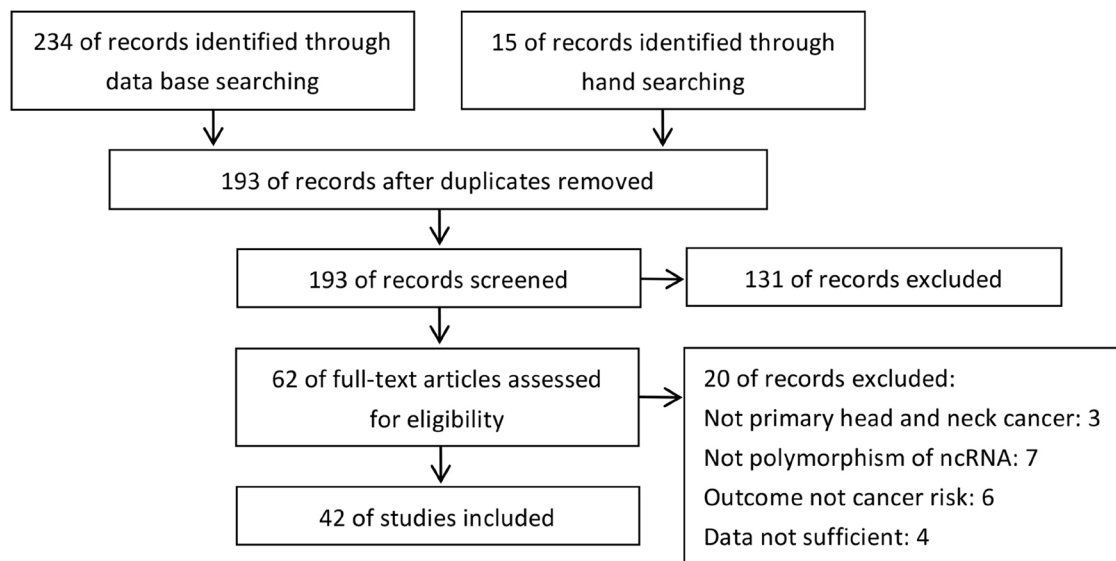 234 of records identified through
data base searching
15 of records identified through
hand searching
193 of records after duplicates removed
193 of records screened
131 of records excluded
62 of full-text articles assessed
for eligibility
20 of records excluded:
Not primary head and neck cancer: 3
Not polymorphism of ncRNA: 7
Outcome not cancer risk: 6
Data not sufficient: 4
42 of studies included